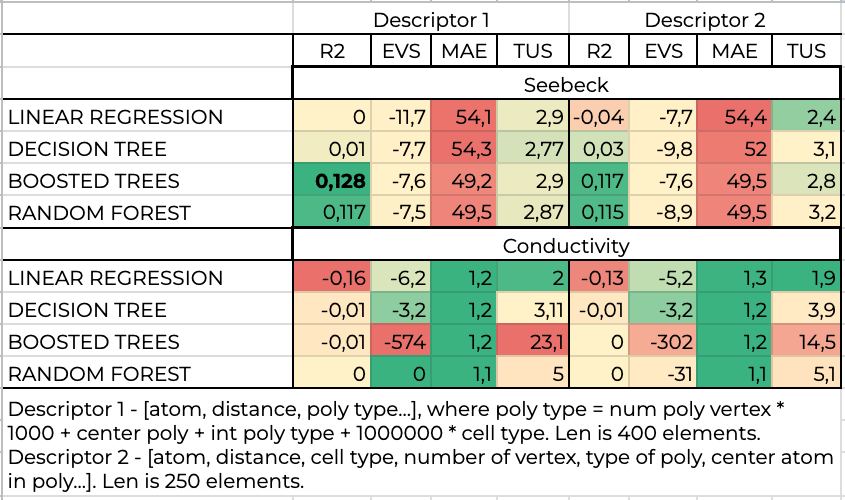 Descriptor 1 Descriptor 2
R2 EVS MAE TUS R2 EVS MAE TUS
Seebeck
LINEAR REGRESSION 0 -11,7 54,1 2,9 -0,04 -7,7 54,4 2,4
DECISION TREE 0,01 -7,7 54,3 2,77 0,03 -9,8 52 3,1
BOOSTED TREES 0,128 -7,6 49,2 2,9 0,117 -7,6 49,5 2,8
RANDOM FOREST 0,117 -7,5 49,5 2,87 0,115 -8,9 49,5 3,2
Conductivity
LINEAR REGRESSION -0,16 -6,2 1,2 2 -0,13 -5,2 1,3 1,9
DECISION TREE -0,01 -3,2 1,2 3,11 -0,01 -3,2 1,2 3,9
BOOSTED TREES -0,01 -574 1,2 23,1 0 -302 1,2 14,5
RANDOM FOREST 0 0 1,1 5 0 -31 1,1 5,1
Descriptor 1 - [atom, distance, poly type...], where poly type = num poly vertex *
1000 + center poly + int poly type + 1000000 * cell type. Len is 400 elements.
Descriptor 2 - [atom, distance, cell type, number of vertex, type of poly, center atom
in poly...]. Len is 250 elements.